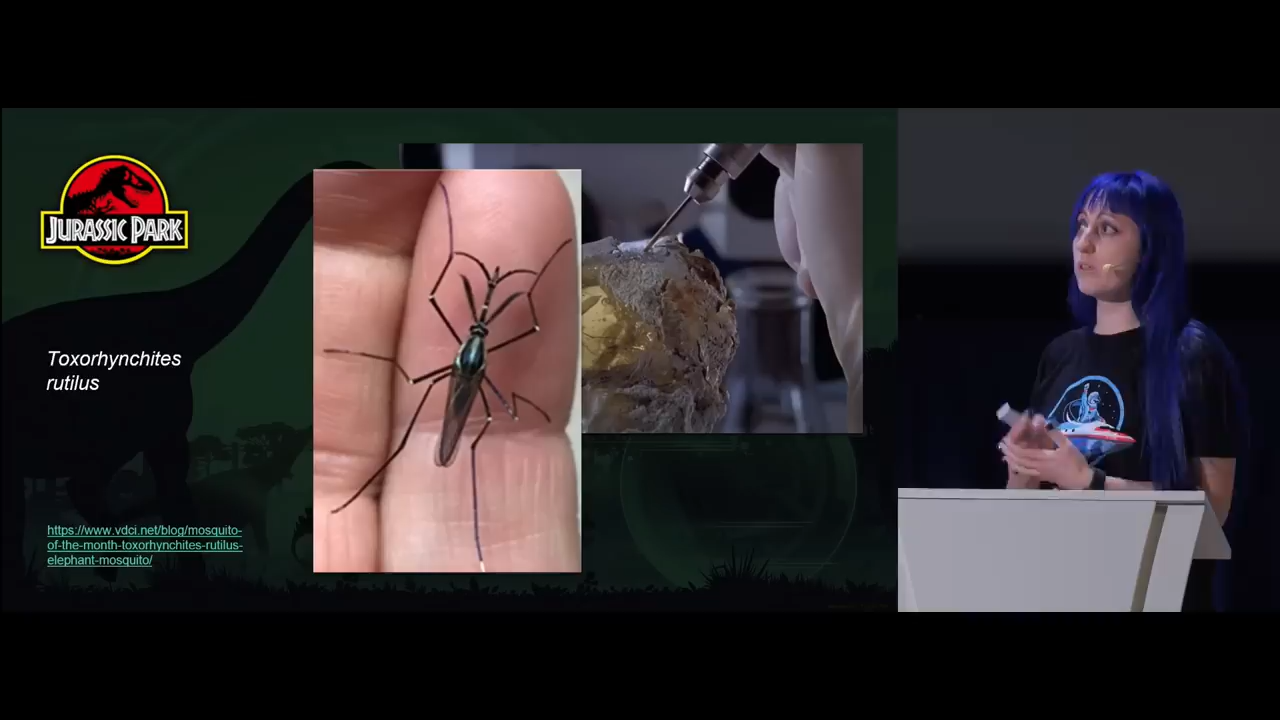 JURASSIC PARK
Toxorhynchites
rutilus
https://www.vdci.net/blog/mosquito-
of-the-month-toxorhynchites-rutilus-
elephant-mosquito/